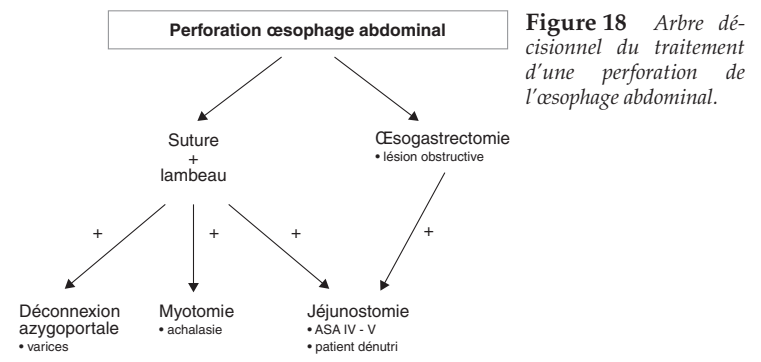 Perforation œsophage abdominal
Figure 18 Arbre dé-
cisionnel du traitement
d'une perforation de
l'œsophage abdominal.
Suture
+
lambeau
Œsogastrectomie
• lésion obstructive
+
+
+
+
Déconnexion
azygoportale
• varices
Myotomie
• achalasie
Jéjunostomie
• ASA IV - V
• patient dénutri